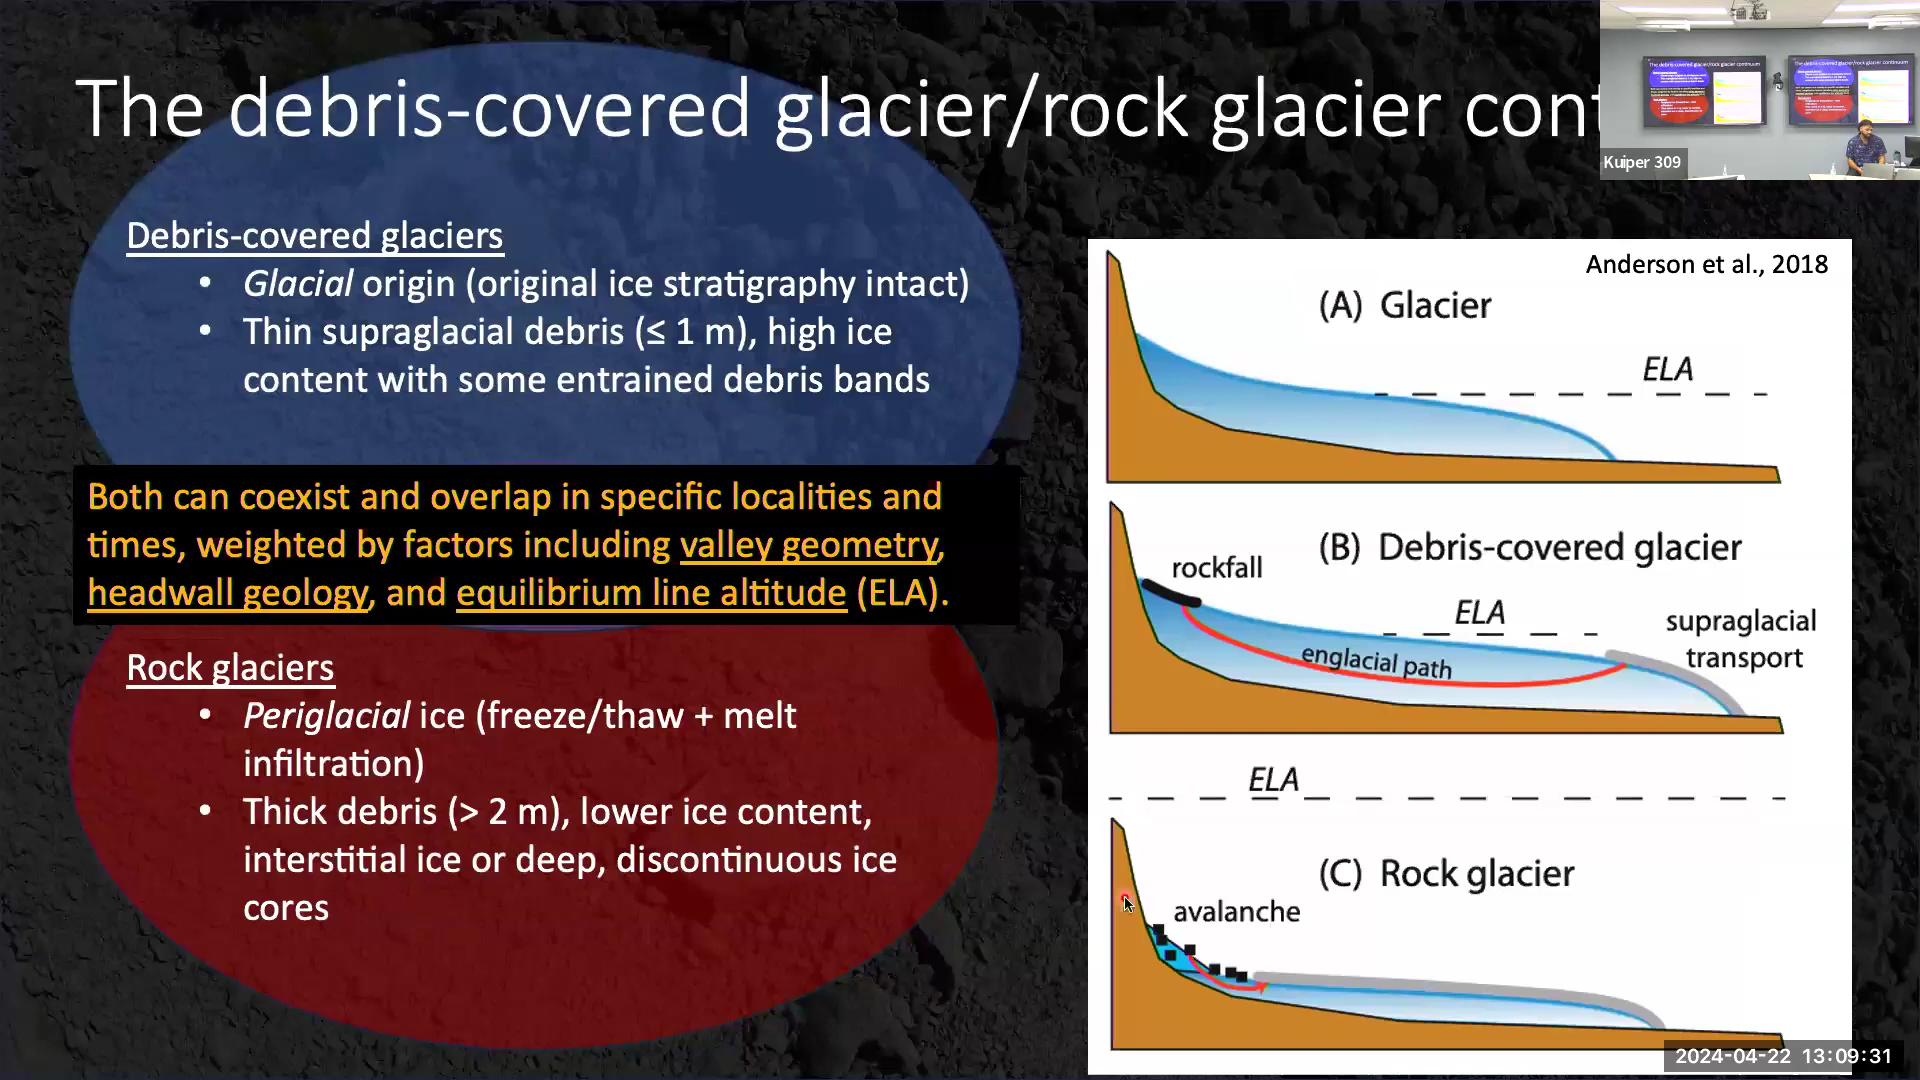 The debris-covered glacier/rock glacier cont
Kuiper 309
Debris-covered glaciers
• Glacial origin (original ice stratigraphy intact)
• Thin supraglacial debris (≤ 1 m), high ice
content with some entrained debris bands
Both can coexist and overlap in specific localities and
times, weighted by factors including valley geometry,
headwall geology, and equilibrium line altitude (ELA).
Rock glaciers
• Periglacial ice (freeze/thaw + melt
infiltration)
• Thick debris (> 2 m), lower ice content,
interstitial ice or deep, discontinuous ice
cores
Anderson et al., 2018
(A) Glacier
ELA
(B) Debris-covered glacier
rockfall
ELA
supraglacial
transport
englacial path
ELA
(C) Rock glacier
avalanche
2024-04-22 13:09:31